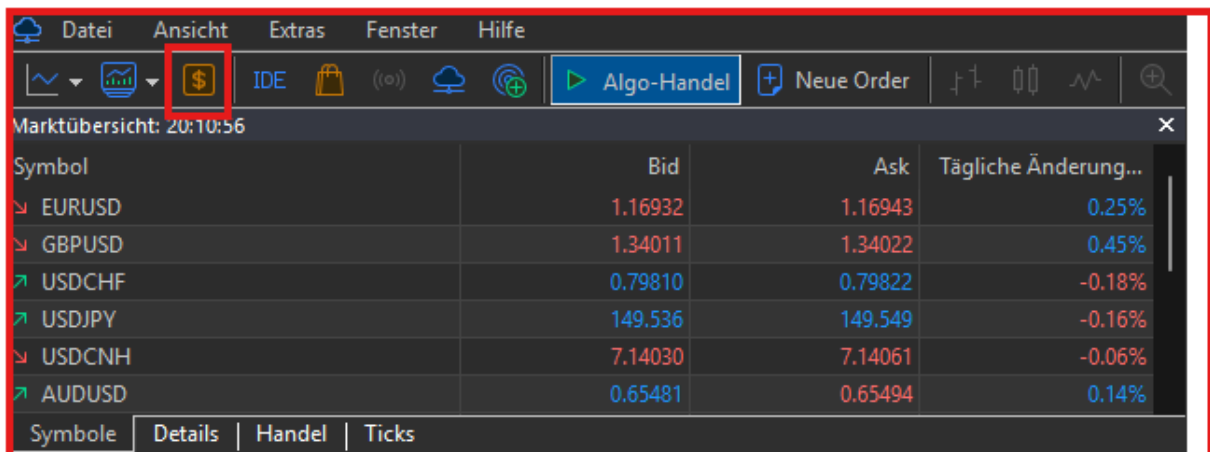 Datei Ansicht Extras Fenster Hilfe
$ IDE Algo-Handel Neue Order
Marktübersicht: 20:10:56
Symbol Bid Ask Tägliche Änderung...
EURUSD 1.16932 1.16943 0.25%
GBPUSD 1.34011 1.34022 0.45%
USDCHF 0.79810 0.79822 -0.18%
USDJPY 149.536 149.549 -0.16%
USDCNH 7.14030 7.14061 -0.06%
AUDUSD 0.65481 0.65494 0.14%
Symbole Details Handel Ticks